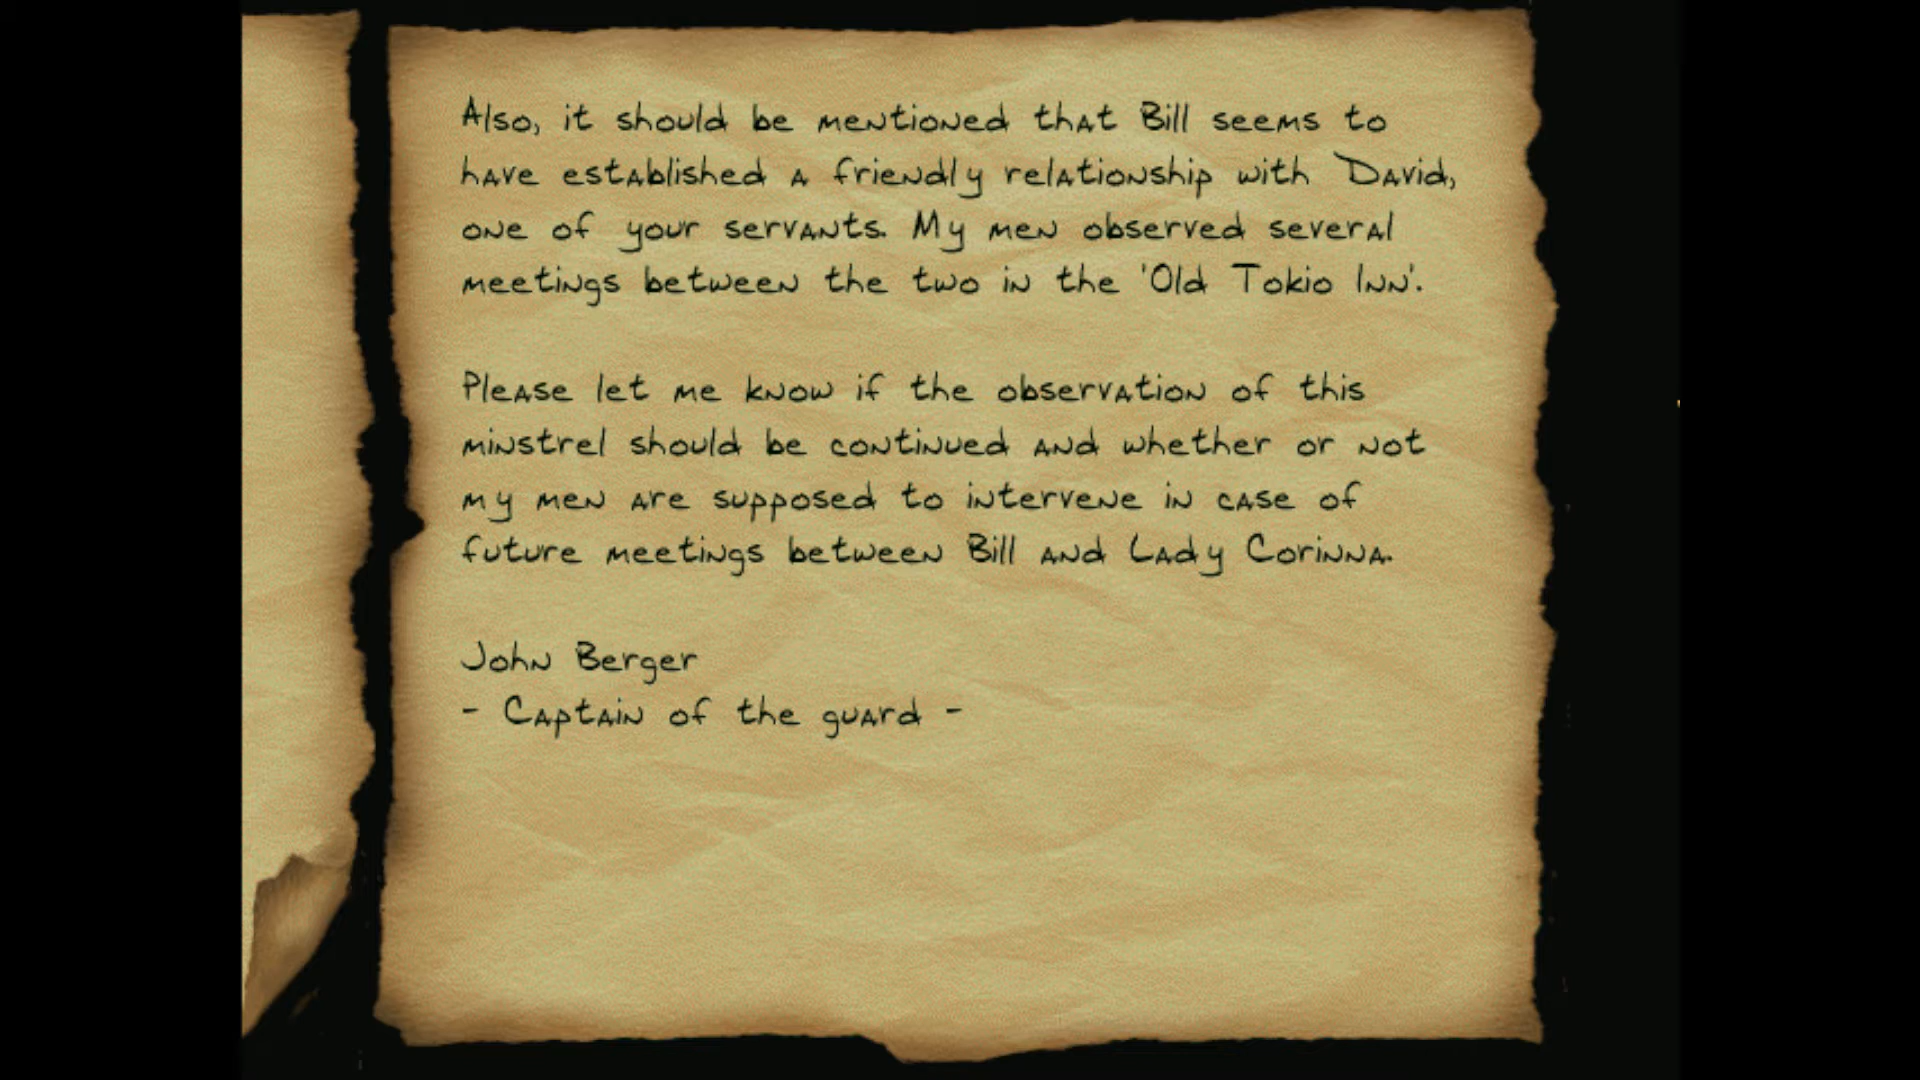 Also, it should be mentioned that Bill seems to
have established a friendly relationship with David,
one of your servants. My men observed several
meetings between the two in the 'Old Tokio Inn'.
Please let me know if the observation of this
minstrel should be continued and whether or not
my men are supposed to intervene in case of
future meetings between Bill and Lady Corinna.
John Berger
- Captain of the guard -